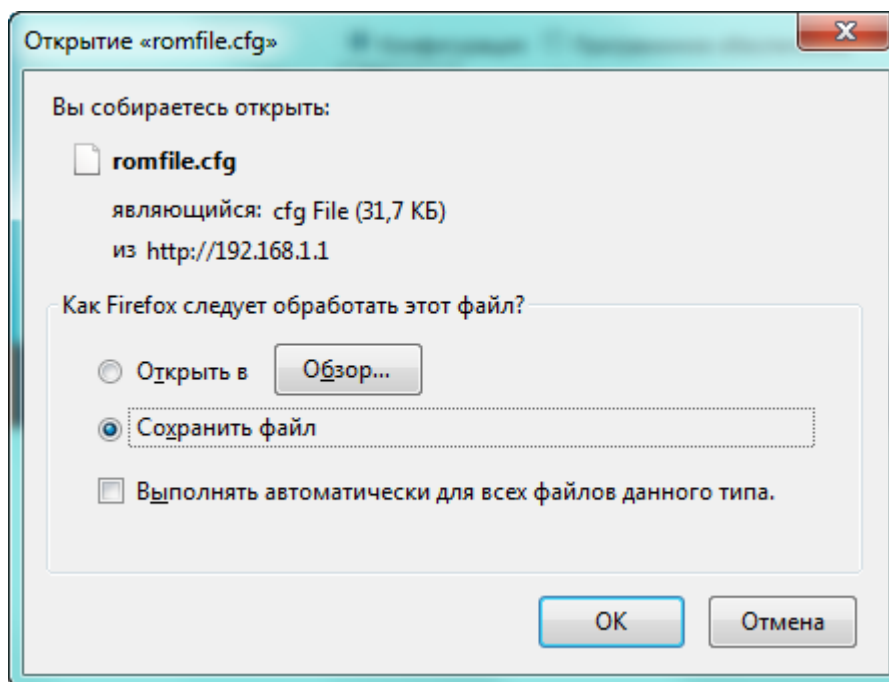 Открытие «romfile.cfg»
Вы собираетесь открыть:
romfile.cfg
являющийся: cfg File (31,7 КБ)
из http://192.168.1.1
Как Firefox следует обработать этот файл?
Открыть в Обзор...
Сохранить файл
Выполнять автоматически для всех файлов данного типа.
ОК Отмена